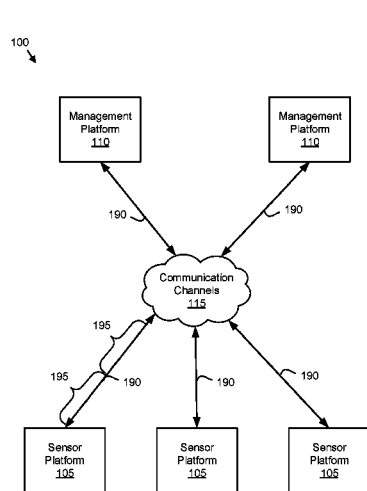 100
Management
Platform
110
Management
Platform
110
190
190
Communication
Channels
115
195
195
190
190
190
Sensor
Platform
105
Sensor
Platform
105
Sensor
Platform
105